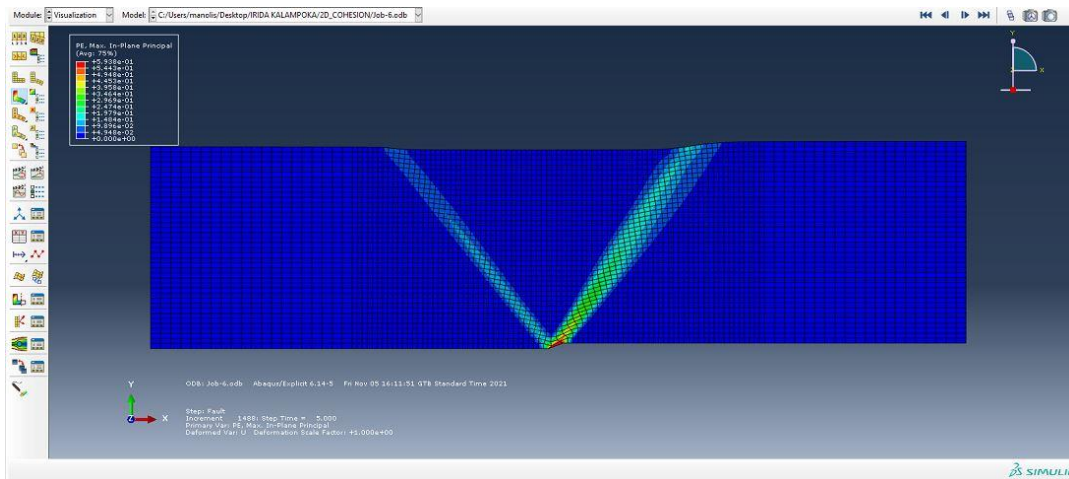 Module: Visualization Model: C:/Users/manolis/Desktop/IRIDA KALAMPOKA/2D_COHESION/Job-6.odb
PE, Max. In-Plane Principal
(Avg: 75%)
+5.938e-01
+5.443e-01
+4.948e-01
+4.453e-01
+3.958e-01
+3.464e-01
+2.969e-01
+2.474e-01
+1.979e-01
+1.484e-01
+9.896e-02
+4.948e-02
+0.000e+00
Y
X
Y
X
Z
ODB: Job-6.odb Abaqus/Explicit 6.14-5 Fri Nov 05 16:11:51 GTB Standard Time 2021
Step: Fault
Increment 1488: Step Time = 5.000
Primary Var: PE, Max. In-Plane Principal
Deformed Var: U Deformation Scale Factor: +1.000e+00
SIMULIA